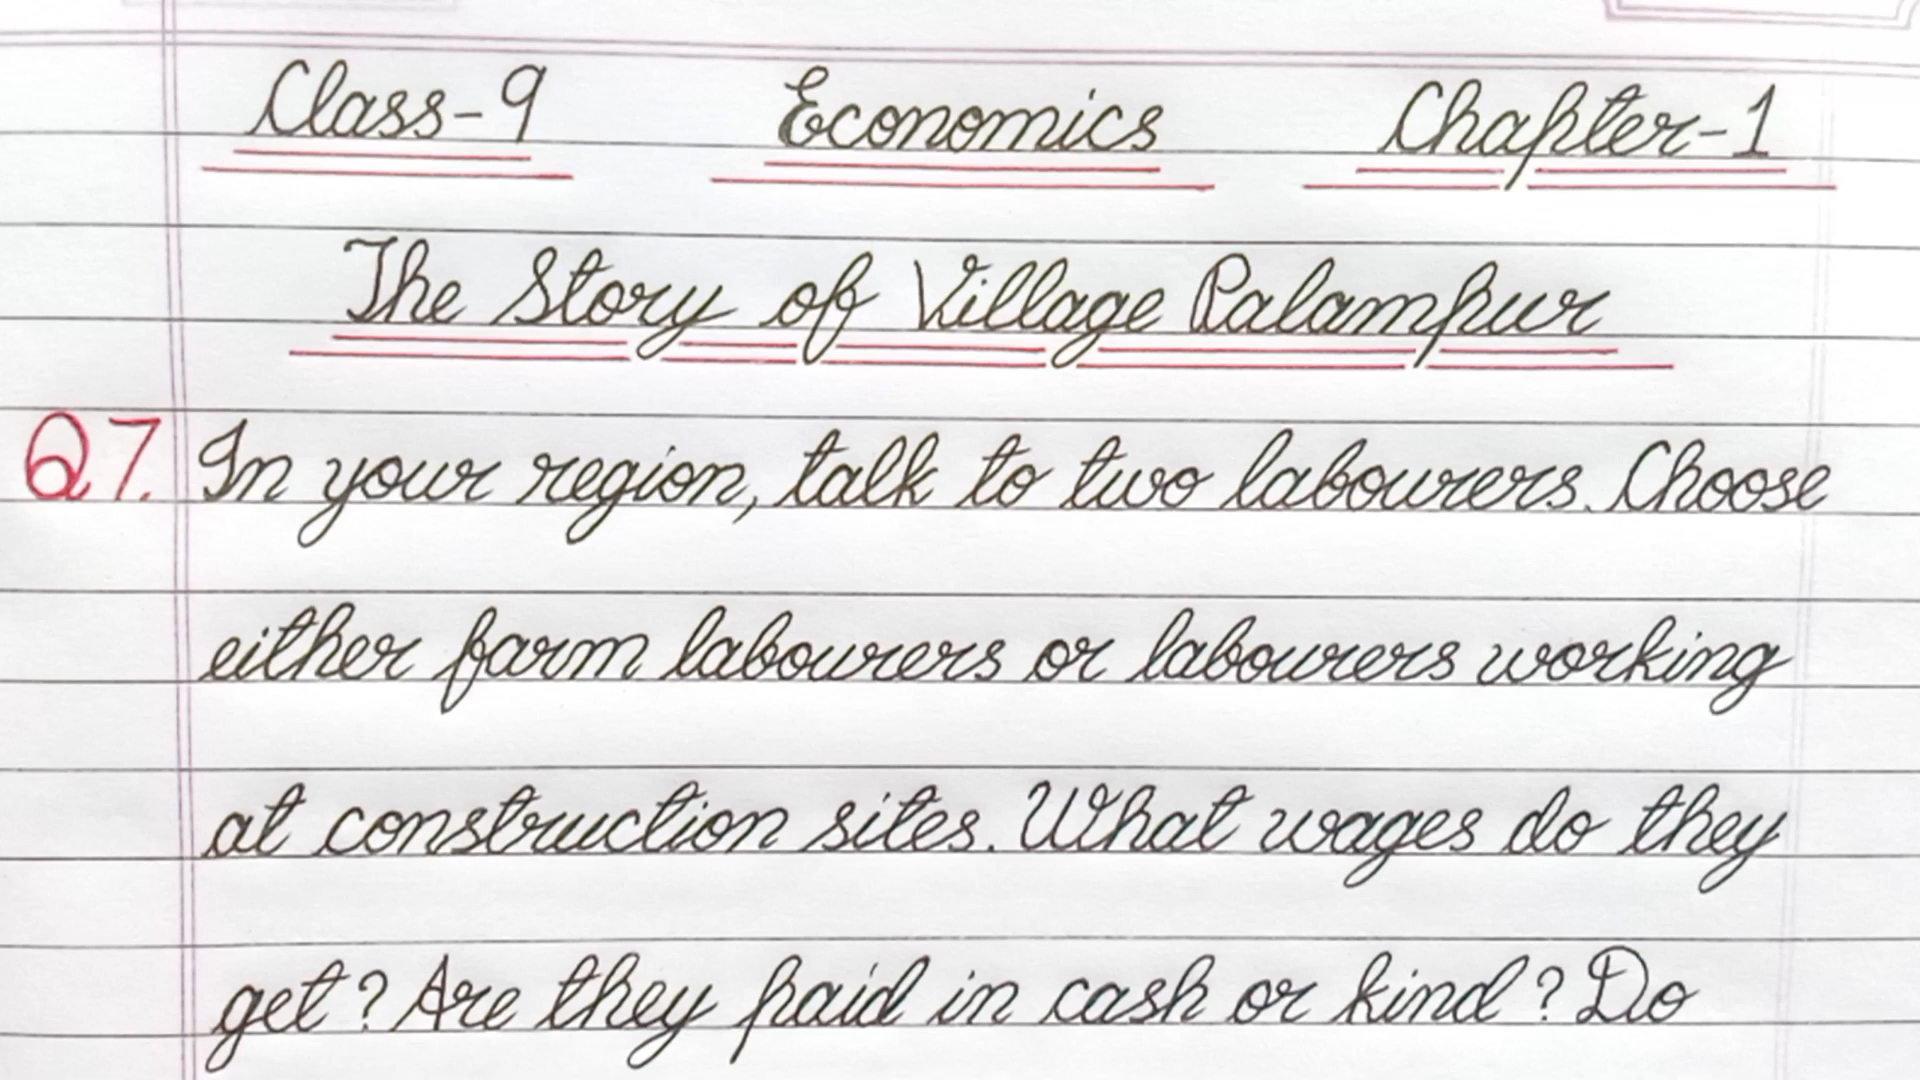 Class-9 Economics Chapter-1
The Story of Village Palampur
Q7. In your region, talk to two labourers. Choose
either farm labourers or labourers working
at construction sites. What wages do they
get? Are they paid in cash or kind? Do